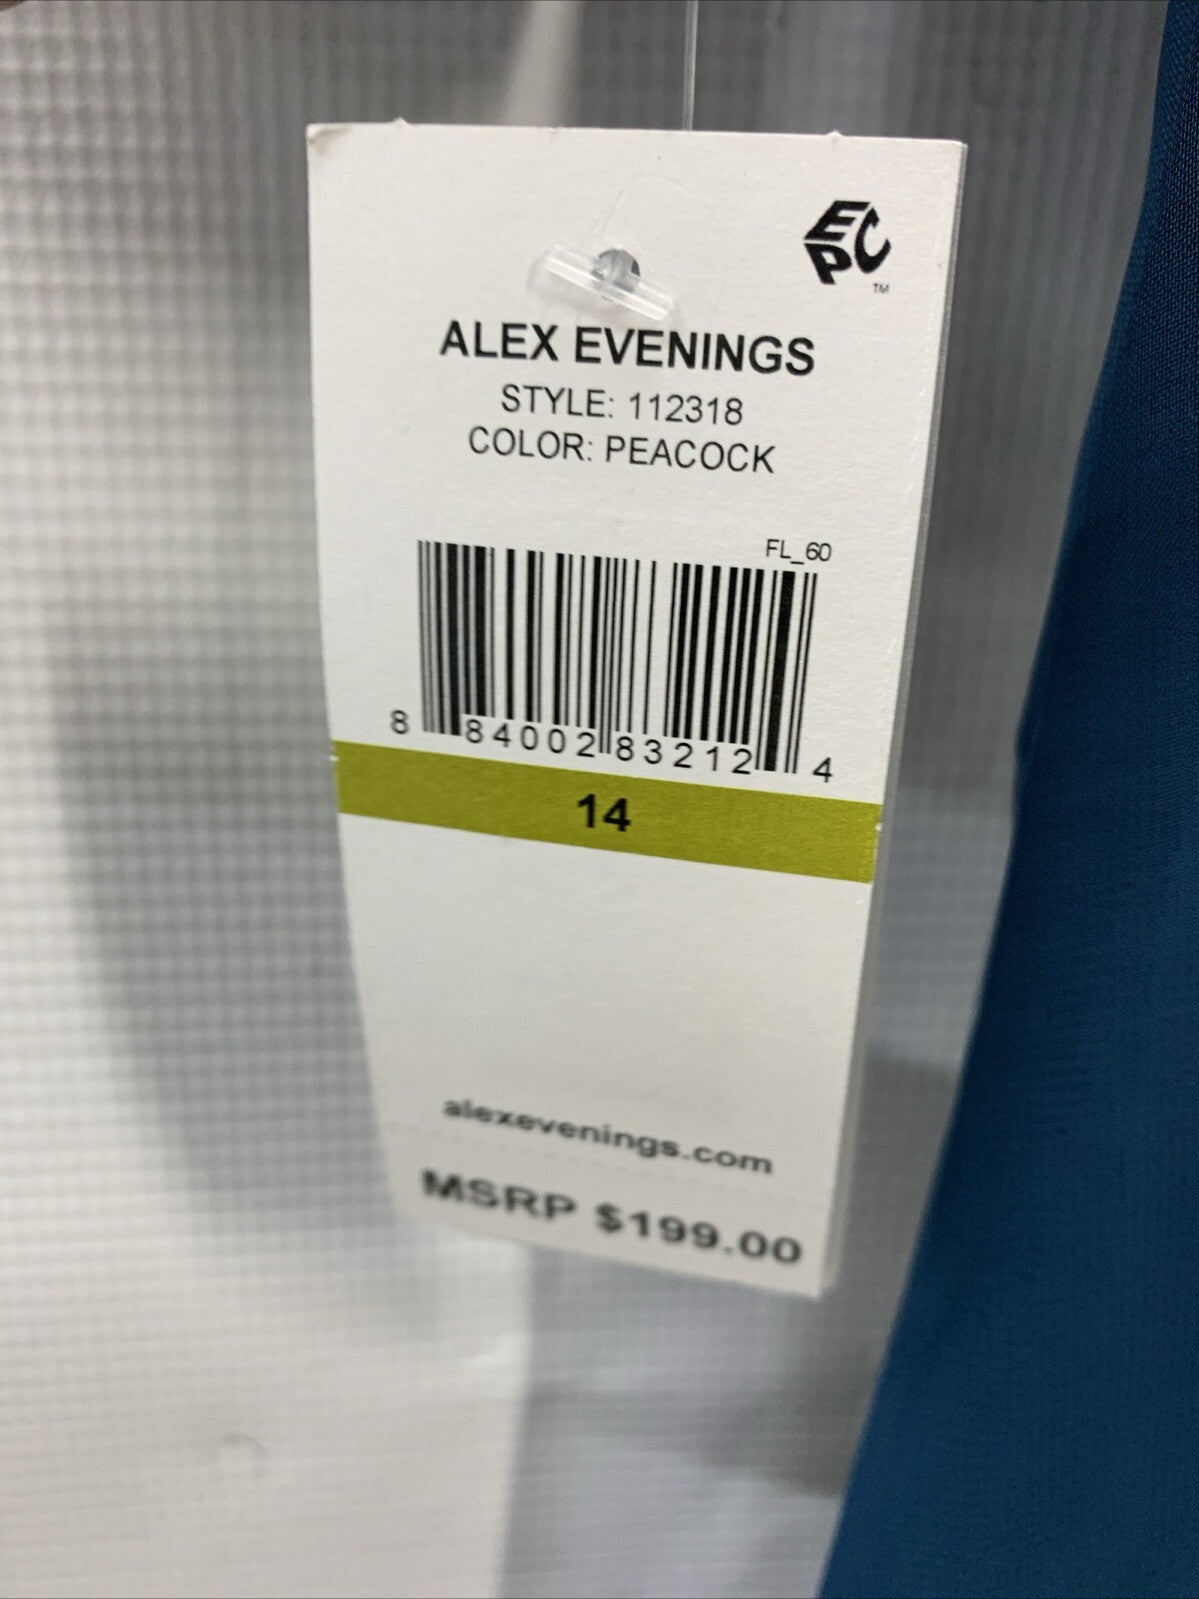 EPC
TM
ALEX EVENINGS
STYLE: 112318
COLOR: PEACOCK
FL_60
8 84002 83212 4
14
alexevenings.com
MSRP $199.00